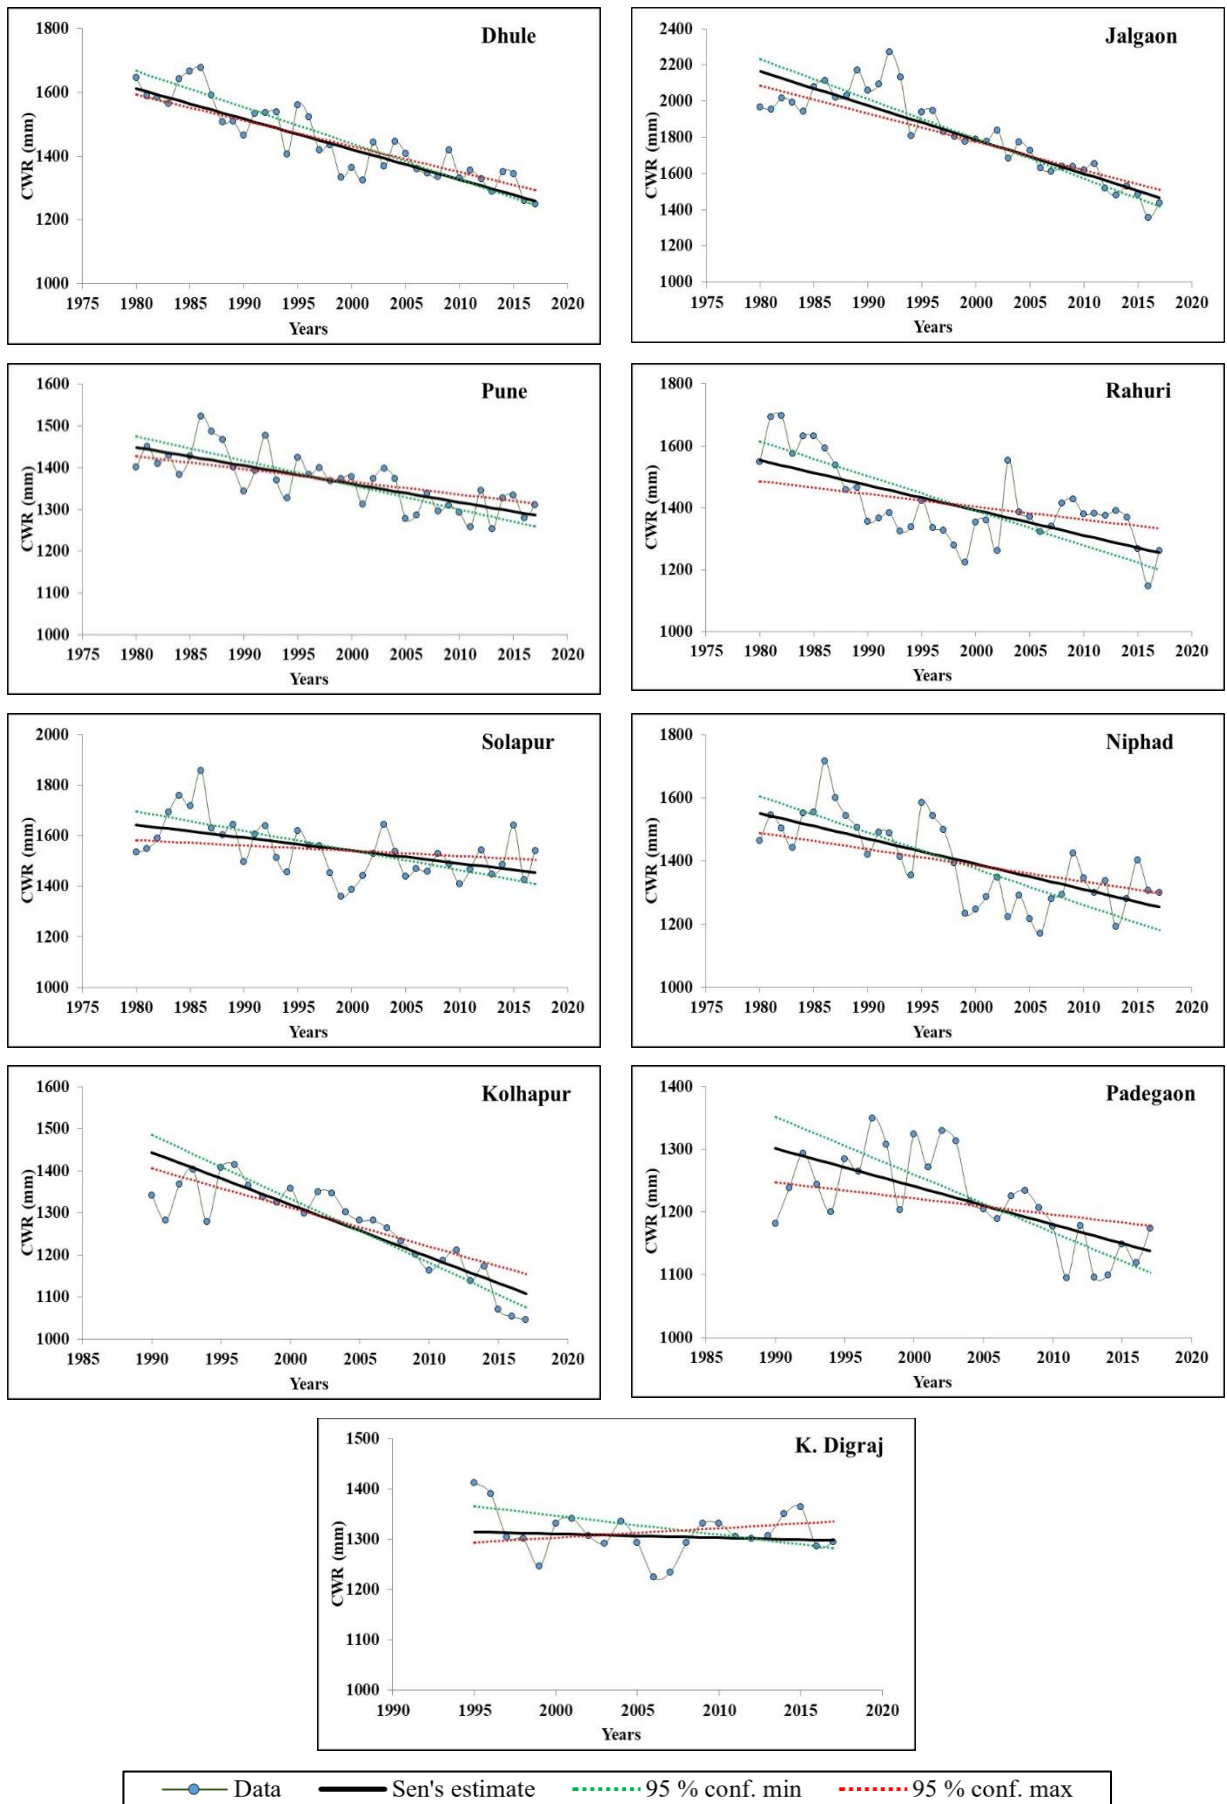 Dhule
CWR (mm)
1800
1600
1400
1200
1000
1975 1980 1985 1990 1995 2000 2005 2010 2015 2020
Years
Jalgaon
CWR (mm)
2400
2200
2000
1800
1600
1400
1200
1000
1975 1980 1985 1990 1995 2000 2005 2010 2015 2020
Years
Pune
CWR (mm)
1600
1500
1400
1300
1200
1100
1000
1975 1980 1985 1990 1995 2000 2005 2010 2015 2020
Years
Rahuri
CWR (mm)
1800
1600
1400
1200
1000
1975 1980 1985 1990 1995 2000 2005 2010 2015 2020
Years
Solapur
CWR (mm)
2000
1800
1600
1400
1200
1000
1975 1980 1985 1990 1995 2000 2005 2010 2015 2020
Years
Niphad
CWR (mm)
1800
1600
1400
1200
1000
1975 1980 1985 1990 1995 2000 2005 2010 2015 2020
Years
Kolhapur
CWR (mm)
1600
1500
1400
1300
1200
1100
1000
1985 1990 1995 2000 2005 2010 2015 2020
Years
Padegaon
CWR (mm)
1400
1300
1200
1100
1000
1985 1990 1995 2000 2005 2010 2015 2020
Years
K. Digraj
CWR (mm)
1500
1400
1300
1200
1100
1000
1990 1995 2000 2005 2010 2015 2020
Years
Data Sen's estimate 95 % conf. min 95 % conf. max